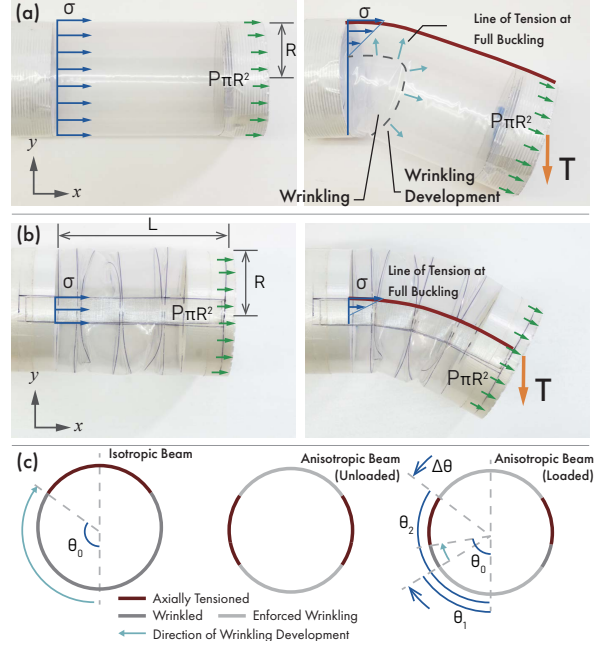 (a)
σ
R
PπR²
y
x
σ
Line of Tension at
Full Buckling
PπR²
T
Wrinkling
Wrinkling
Development
(b)
L
σ
R
PπR²
y
x
σ
Line of Tension at
Full Buckling
PπR²
T
(c)
Isotropic Beam
θ₀
Anisotropic Beam
(Unloaded)
Anisotropic Beam
(Loaded)
Δθ
θ₂
θ₀
θ₁
Axially Tensioned
Wrinkled
Enforced Wrinkling
Direction of Wrinkling Development